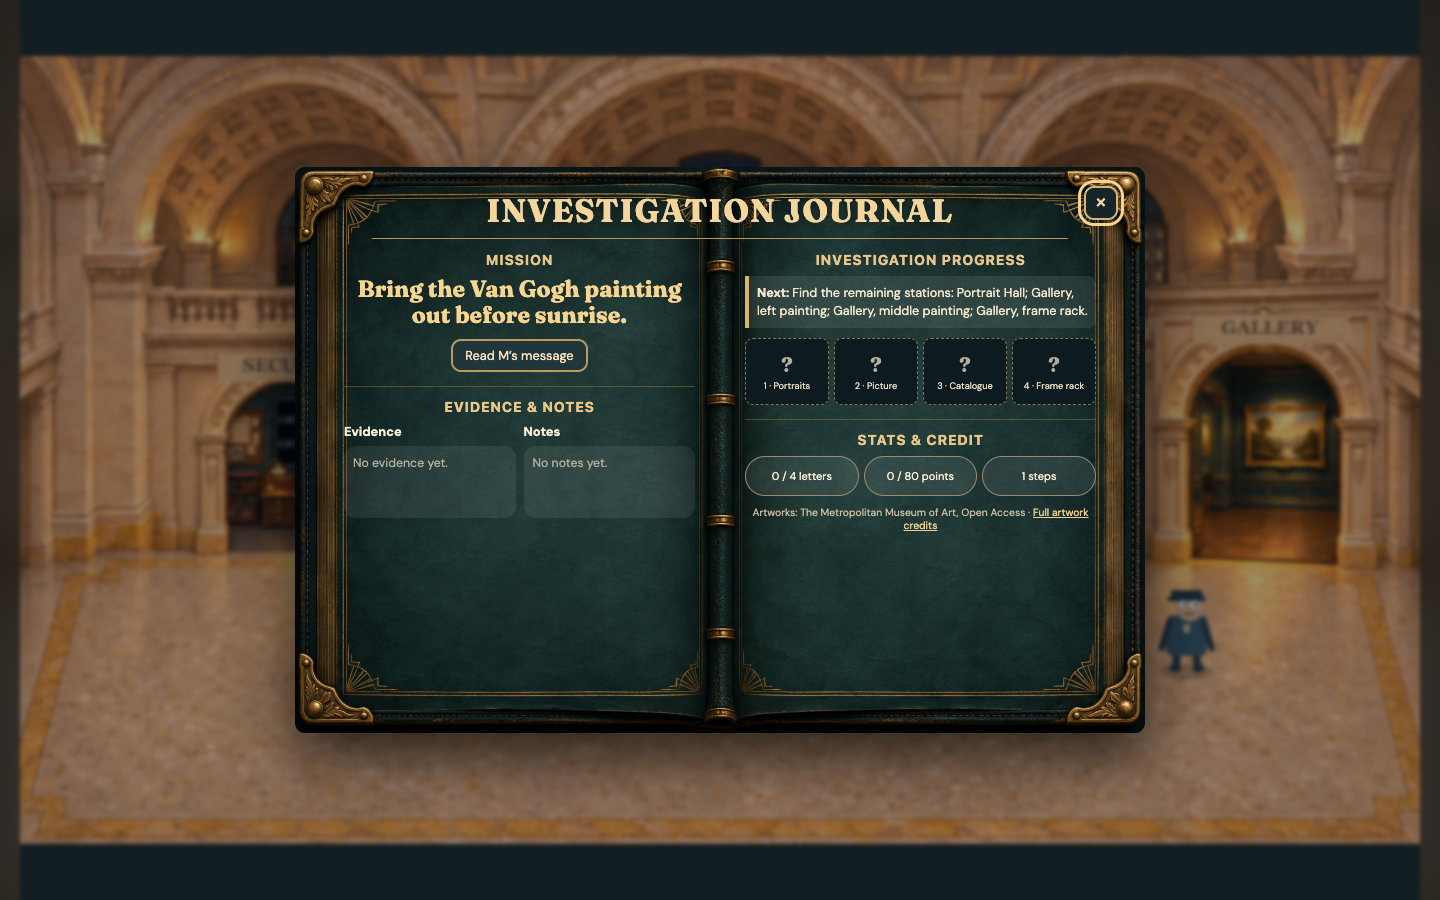 INVESTIGATION JOURNAL
MISSION
Bring the Van Gogh painting
out before sunrise.
Read M's message
EVIDENCE & NOTES
Evidence
Notes
No evidence yet.
No notes yet.
INVESTIGATION PROGRESS
Next: Find the remaining stations: Portrait Hall; Gallery,
left painting; Gallery, middle painting; Gallery, frame rack.
? ? ? ?
1 · Portraits
2 · Picture
3 · Catalogue
4 · Frame rack
STATS & CREDIT
0 / 4 letters
0 / 80 points
1 steps
Artworks: The Metropolitan Museum of Art, Open Access · Full artwork
credits
×
SECU
GALLERY